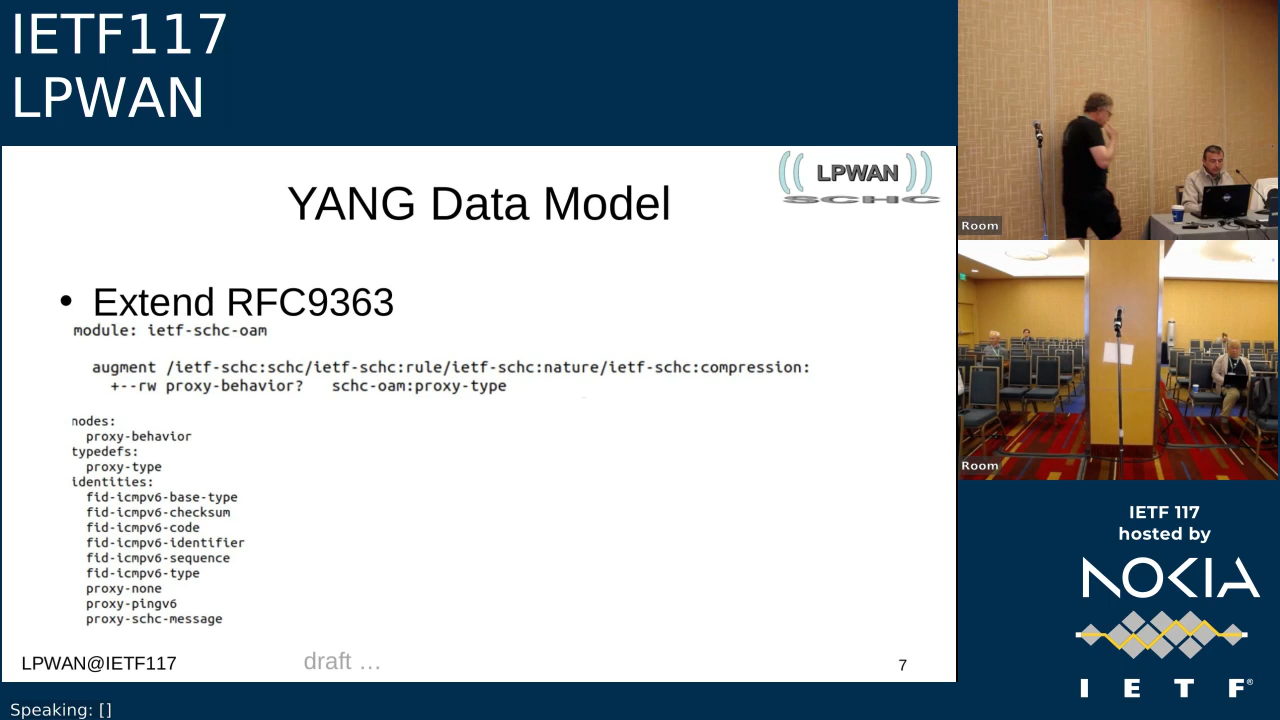 IETF117
LPWAN
LPWAN
SCHC
YANG Data Model
• Extend RFC9363
module: ietf-schc-oam
augment /ietf-schc:schc/ietf-schc:rule/ietf-schc:nature/ietf-schc:compression:
+--rw proxy-behavior?   schc-oam:proxy-type
nodes:
proxy-behavior
typedefs:
proxy-type
identities:
fid-icmpv6-base-type
fid-icmpv6-checksum
fid-icmpv6-code
fid-icmpv6-identifier
fid-icmpv6-sequence
fid-icmpv6-type
proxy-none
proxy-pingv6
proxy-schc-message
LPWAN@IETF117
draft ...
7
Speaking: []
Room
Room
IETF 117
hosted by
NOKIA
I E T F®